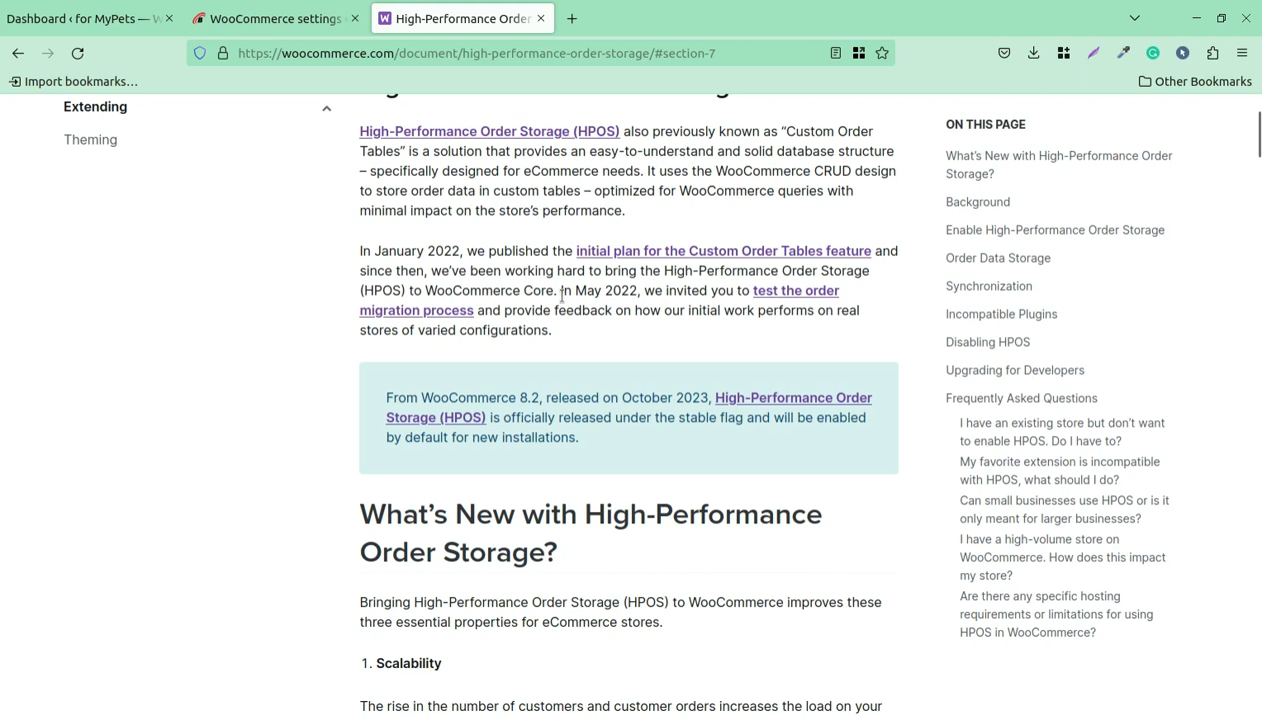 Dashboard ‹ for MyPets — W
WooCommerce settings
High-Performance Order
https://woocommerce.com/document/high-performance-order-storage/#section-7
Import bookmarks…
Other Bookmarks
Extending
Theming
High-Performance Order Storage (HPOS) also previously known as “Custom Order
Tables” is a solution that provides an easy-to-understand and solid database structure
– specifically designed for eCommerce needs. It uses the WooCommerce CRUD design
to store order data in custom tables – optimized for WooCommerce queries with
minimal impact on the store’s performance.
In January 2022, we published the initial plan for the Custom Order Tables feature and
since then, we’ve been working hard to bring the High-Performance Order Storage
(HPOS) to WooCommerce Core. In May 2022, we invited you to test the order
migration process and provide feedback on how our initial work performs on real
stores of varied configurations.
From WooCommerce 8.2, released on October 2023, High-Performance Order
Storage (HPOS) is officially released under the stable flag and will be enabled
by default for new installations.
What’s New with High-Performance
Order Storage?
Bringing High-Performance Order Storage (HPOS) to WooCommerce improves these
three essential properties for eCommerce stores.
1. Scalability
The rise in the number of customers and customer orders increases the load on your
ON THIS PAGE
What’s New with High-Performance Order
Storage?
Background
Enable High-Performance Order Storage
Order Data Storage
Synchronization
Incompatible Plugins
Disabling HPOS
Upgrading for Developers
Frequently Asked Questions
I have an existing store but don’t want
to enable HPOS. Do I have to?
My favorite extension is incompatible
with HPOS, what should I do?
Can small businesses use HPOS or is it
only meant for larger businesses?
I have a high-volume store on
WooCommerce. How does this impact
my store?
Are there any specific hosting
requirements or limitations for using
HPOS in WooCommerce?